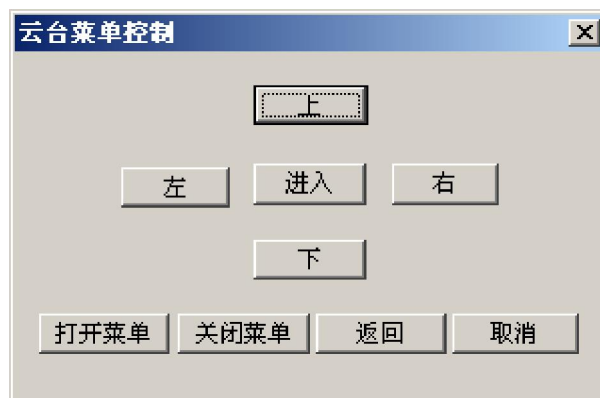 云台菜单控制
上
左 进入 右
下
打开菜单 关闭菜单 返回 取消